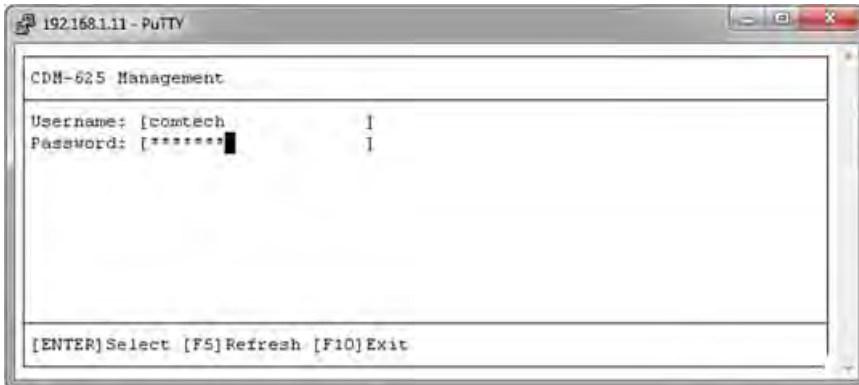 192.168.1.11 - PuTTY
CDM-625 Management
Username: [comtech ]
Password: [******* ]
[ENTER]Select [F5]Refresh [F10]Exit